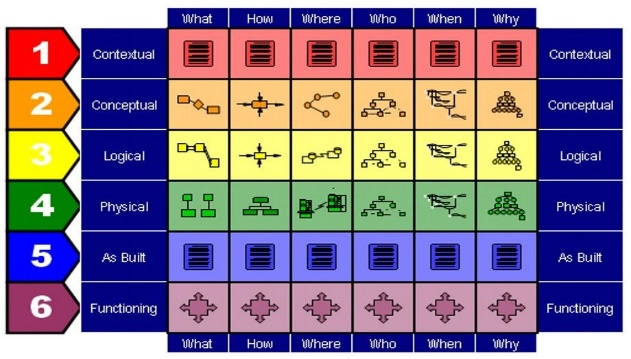 What How Where Who When Why
1 Contextual Contextual
2 Conceptual Conceptual
3 Logical Logical
4 Physical Physical
5 As Built As Built
6 Functioning Functioning
What How Where Who When Why